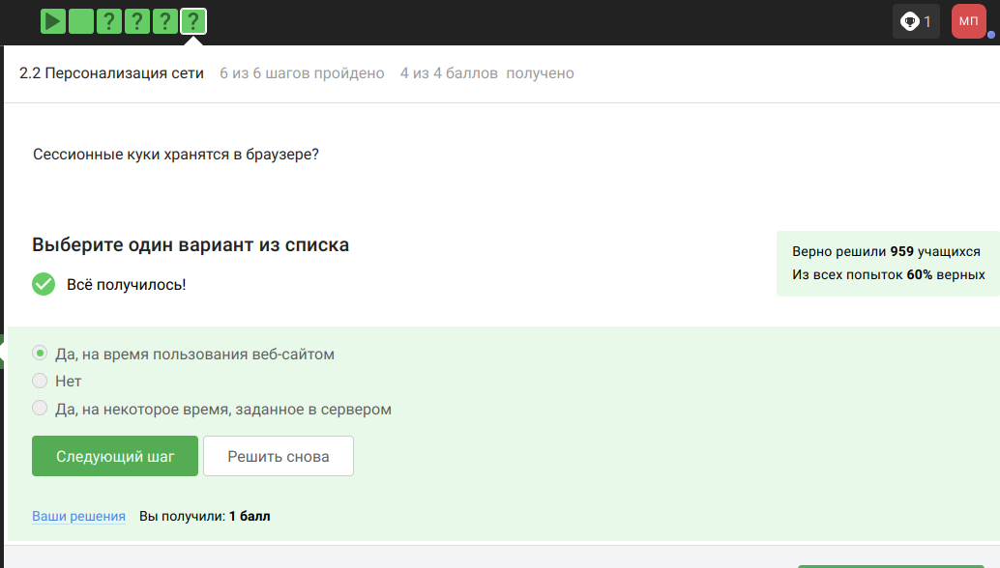 ? ? ? ?
1
МП
2.2 Персонализация сети 6 из 6 шагов пройдено 4 из 4 баллов получено
Сессионные куки хранятся в браузере?
Выберите один вариант из списка
Всё получилось!
Верно решили 959 учащихся
Из всех попыток 60% верных
Да, на время пользования веб-сайтом
Нет
Да, на некоторое время, заданное в сервером
Следующий шаг
Решить снова
Ваши решения Вы получили: 1 балл